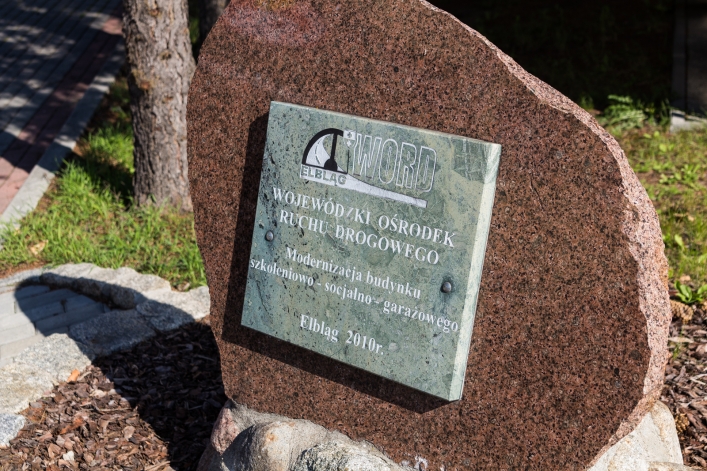 WORD
ELBLĄG
WOJEWÓDZKI OŚRODEK
RUCHU DROGOWEGO
Modernizacja budynku
szkoleniowo - socjalno - garażowego
Elbląg 2010r.